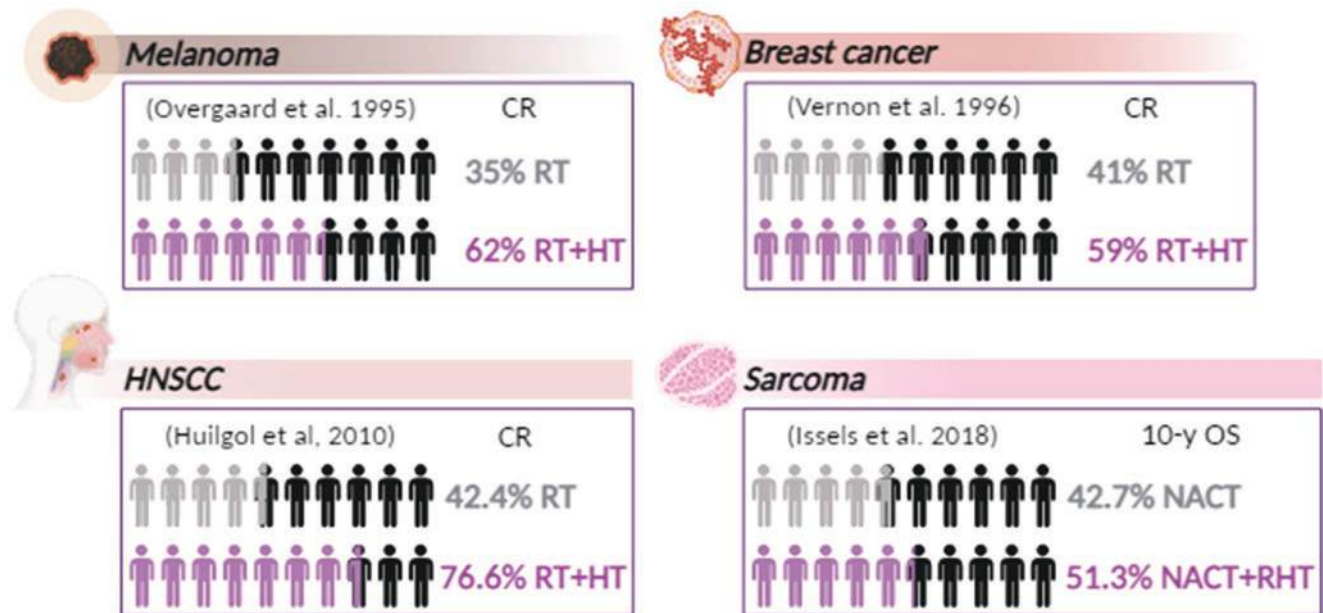 Melanoma
(Overgaard et al. 1995) CR
35% RT
62% RT+HT
Breast cancer
(Vernon et al. 1996) CR
41% RT
59% RT+HT
HNSCC
(Huilgol et al, 2010) CR
42.4% RT
76.6% RT+HT
Sarcoma
(Issels et al. 2018) 10-y OS
42.7% NACT
51.3% NACT+RHT